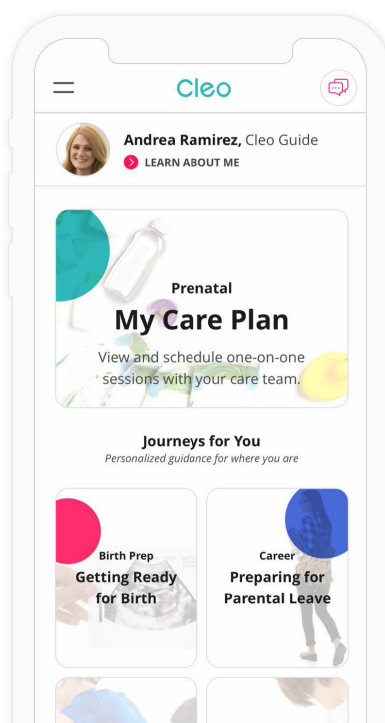 Cleo
Andrea Ramirez, Cleo Guide
LEARN ABOUT ME
Prenatal
My Care Plan
View and schedule one-on-one
sessions with your care team.
Journeys for You
Personalized guidance for where you are
Birth Prep
Getting Ready
for Birth
Career
Preparing for
Parental Leave